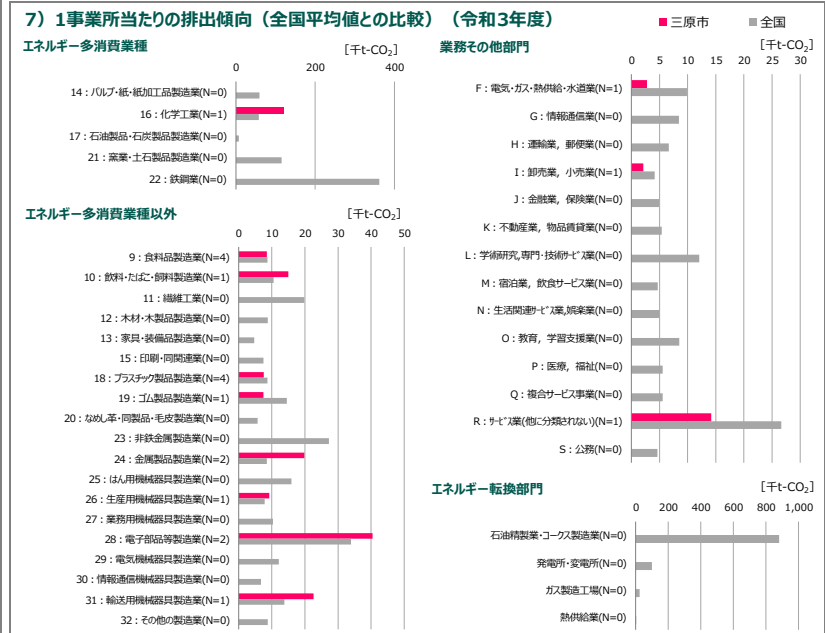 7）1事業所当たりの排出傾向（全国平均値との比較）（令和3年度）
■三原市 ■全国
エネルギー多消費業種
［千t-CO₂］
0 200 400
14：パルプ・紙・紙加工品製造業(N=0)
16：化学工業(N=1)
17：石油製品・石炭製品製造業(N=0)
21：窯業・土石製品製造業(N=0)
22：鉄鋼業(N=0)
エネルギー多消費業種以外
［千t-CO₂］
0 10 20 30 40 50
9：食料品製造業(N=4)
10：飲料・たばこ・飼料製造業(N=1)
11：繊維工業(N=0)
12：木材・木製品製造業(N=0)
13：家具・装備品製造業(N=0)
15：印刷・同関連業(N=0)
18：プラスチック製品製造業(N=4)
19：ゴム製品製造業(N=1)
20：なめし革・同製品・毛皮製造業(N=0)
23：非鉄金属製造業(N=0)
24：金属製品製造業(N=2)
25：はん用機械器具製造業(N=0)
26：生産用機械器具製造業(N=1)
27：業務用機械器具製造業(N=0)
28：電子部品等製造業(N=2)
29：電気機械器具製造業(N=0)
30：情報通信機械器具製造業(N=0)
31：輸送用機械器具製造業(N=1)
32：その他の製造業(N=0)
業務その他部門
［千t-CO₂］
0 5 10 15 20 25 30
F：電気・ガス・熱供給・水道業(N=1)
G：情報通信業(N=0)
H：運輸業，郵便業(N=0)
I：卸売業，小売業(N=1)
J：金融業，保険業(N=0)
K：不動産業，物品賃貸業(N=0)
L：学術研究,専門・技術ｻｰﾋﾞｽ業(N=0)
M：宿泊業，飲食サービス業(N=0)
N：生活関連ｻｰﾋﾞｽ業,娯楽業(N=0)
O：教育，学習支援業(N=0)
P：医療，福祉(N=0)
Q：複合サービス事業(N=0)
R：ｻｰﾋﾞｽ業(他に分類されない)(N=1)
S：公務(N=0)
エネルギー転換部門
［千t-CO₂］
0 200 400 600 800 1,000
石油精製業・コークス製造業(N=0)
発電所・変電所(N=0)
ガス製造工場(N=0)
熱供給業(N=0)